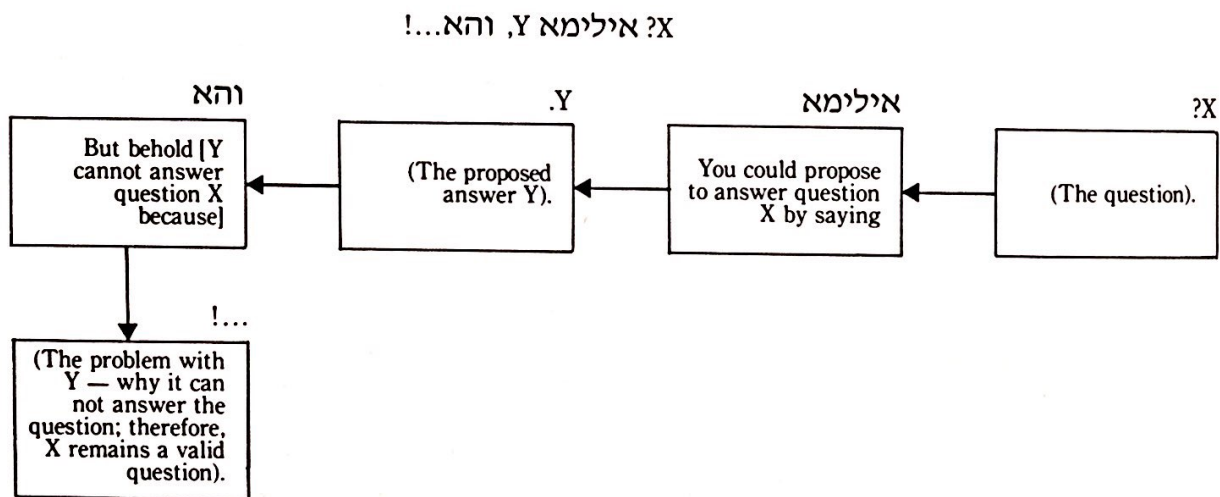 X? אילימא Y, והא...!
X?
(The question).
אילימא
You could propose
to answer question
X by saying
Y.
(The proposed
answer Y).
והא
But behold [Y
cannot answer
question X
because]
...!
(The problem with
Y — why it can
not answer the
question; therefore,
X remains a valid
question).